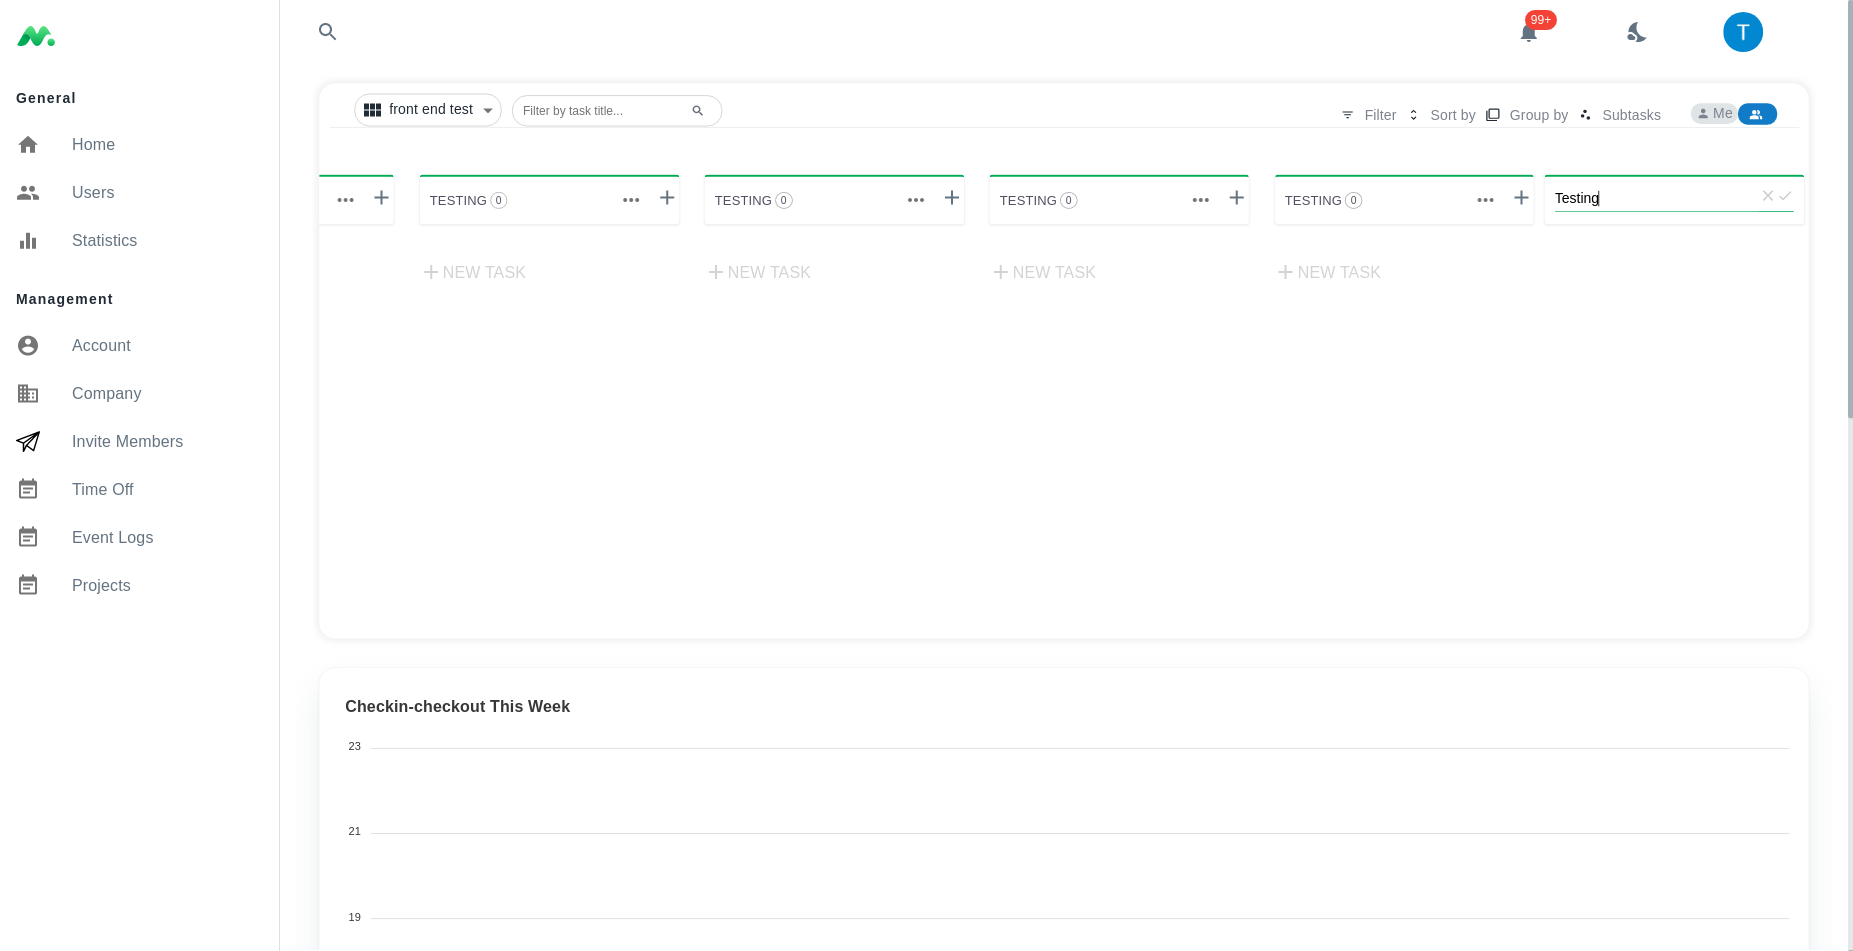 99+
T
General
Home
Users
Statistics
Management
Account
Company
Invite Members
Time Off
Event Logs
Projects
front end test
Filter by task title...
Filter
Sort by
Group by
Subtasks
Me
TESTING 0
TESTING 0
TESTING 0
TESTING 0
Testing
NEW TASK
NEW TASK
NEW TASK
NEW TASK
Checkin-checkout This Week
23
21
19